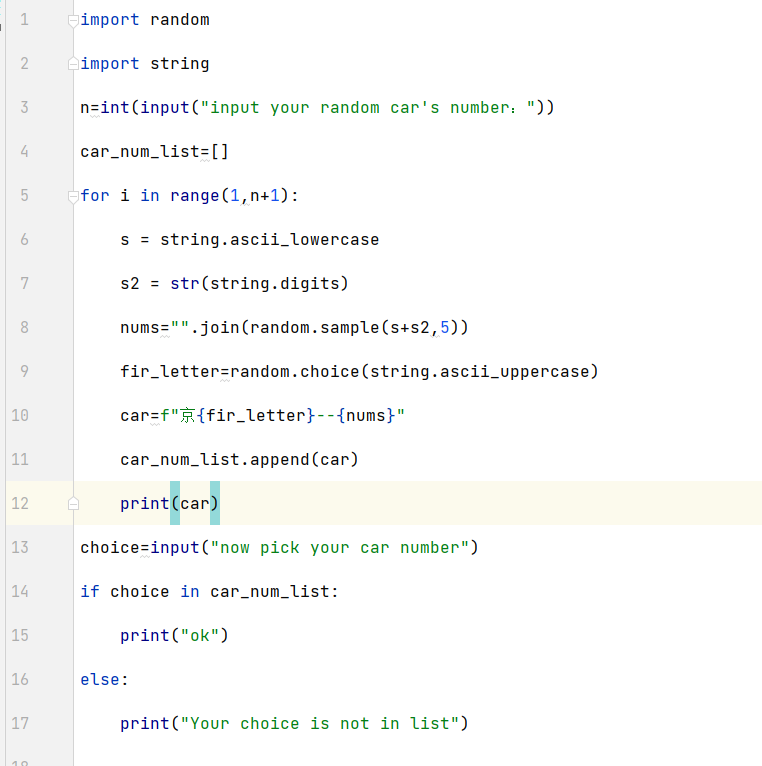 1 import random
2 import string
3 n=int(input("input your random car's number："))
4 car_num_list=[]
5 for i in range(1,n+1):
6 s = string.ascii_lowercase
7 s2 = str(string.digits)
8 nums="".join(random.sample(s+s2,5))
9 fir_letter=random.choice(string.ascii_uppercase)
10 car=f"京{fir_letter}--{nums}"
11 car_num_list.append(car)
12 print(car)
13 choice=input("now pick your car number")
14 if choice in car_num_list:
15 print("ok")
16 else:
17 print("Your choice is not in list")